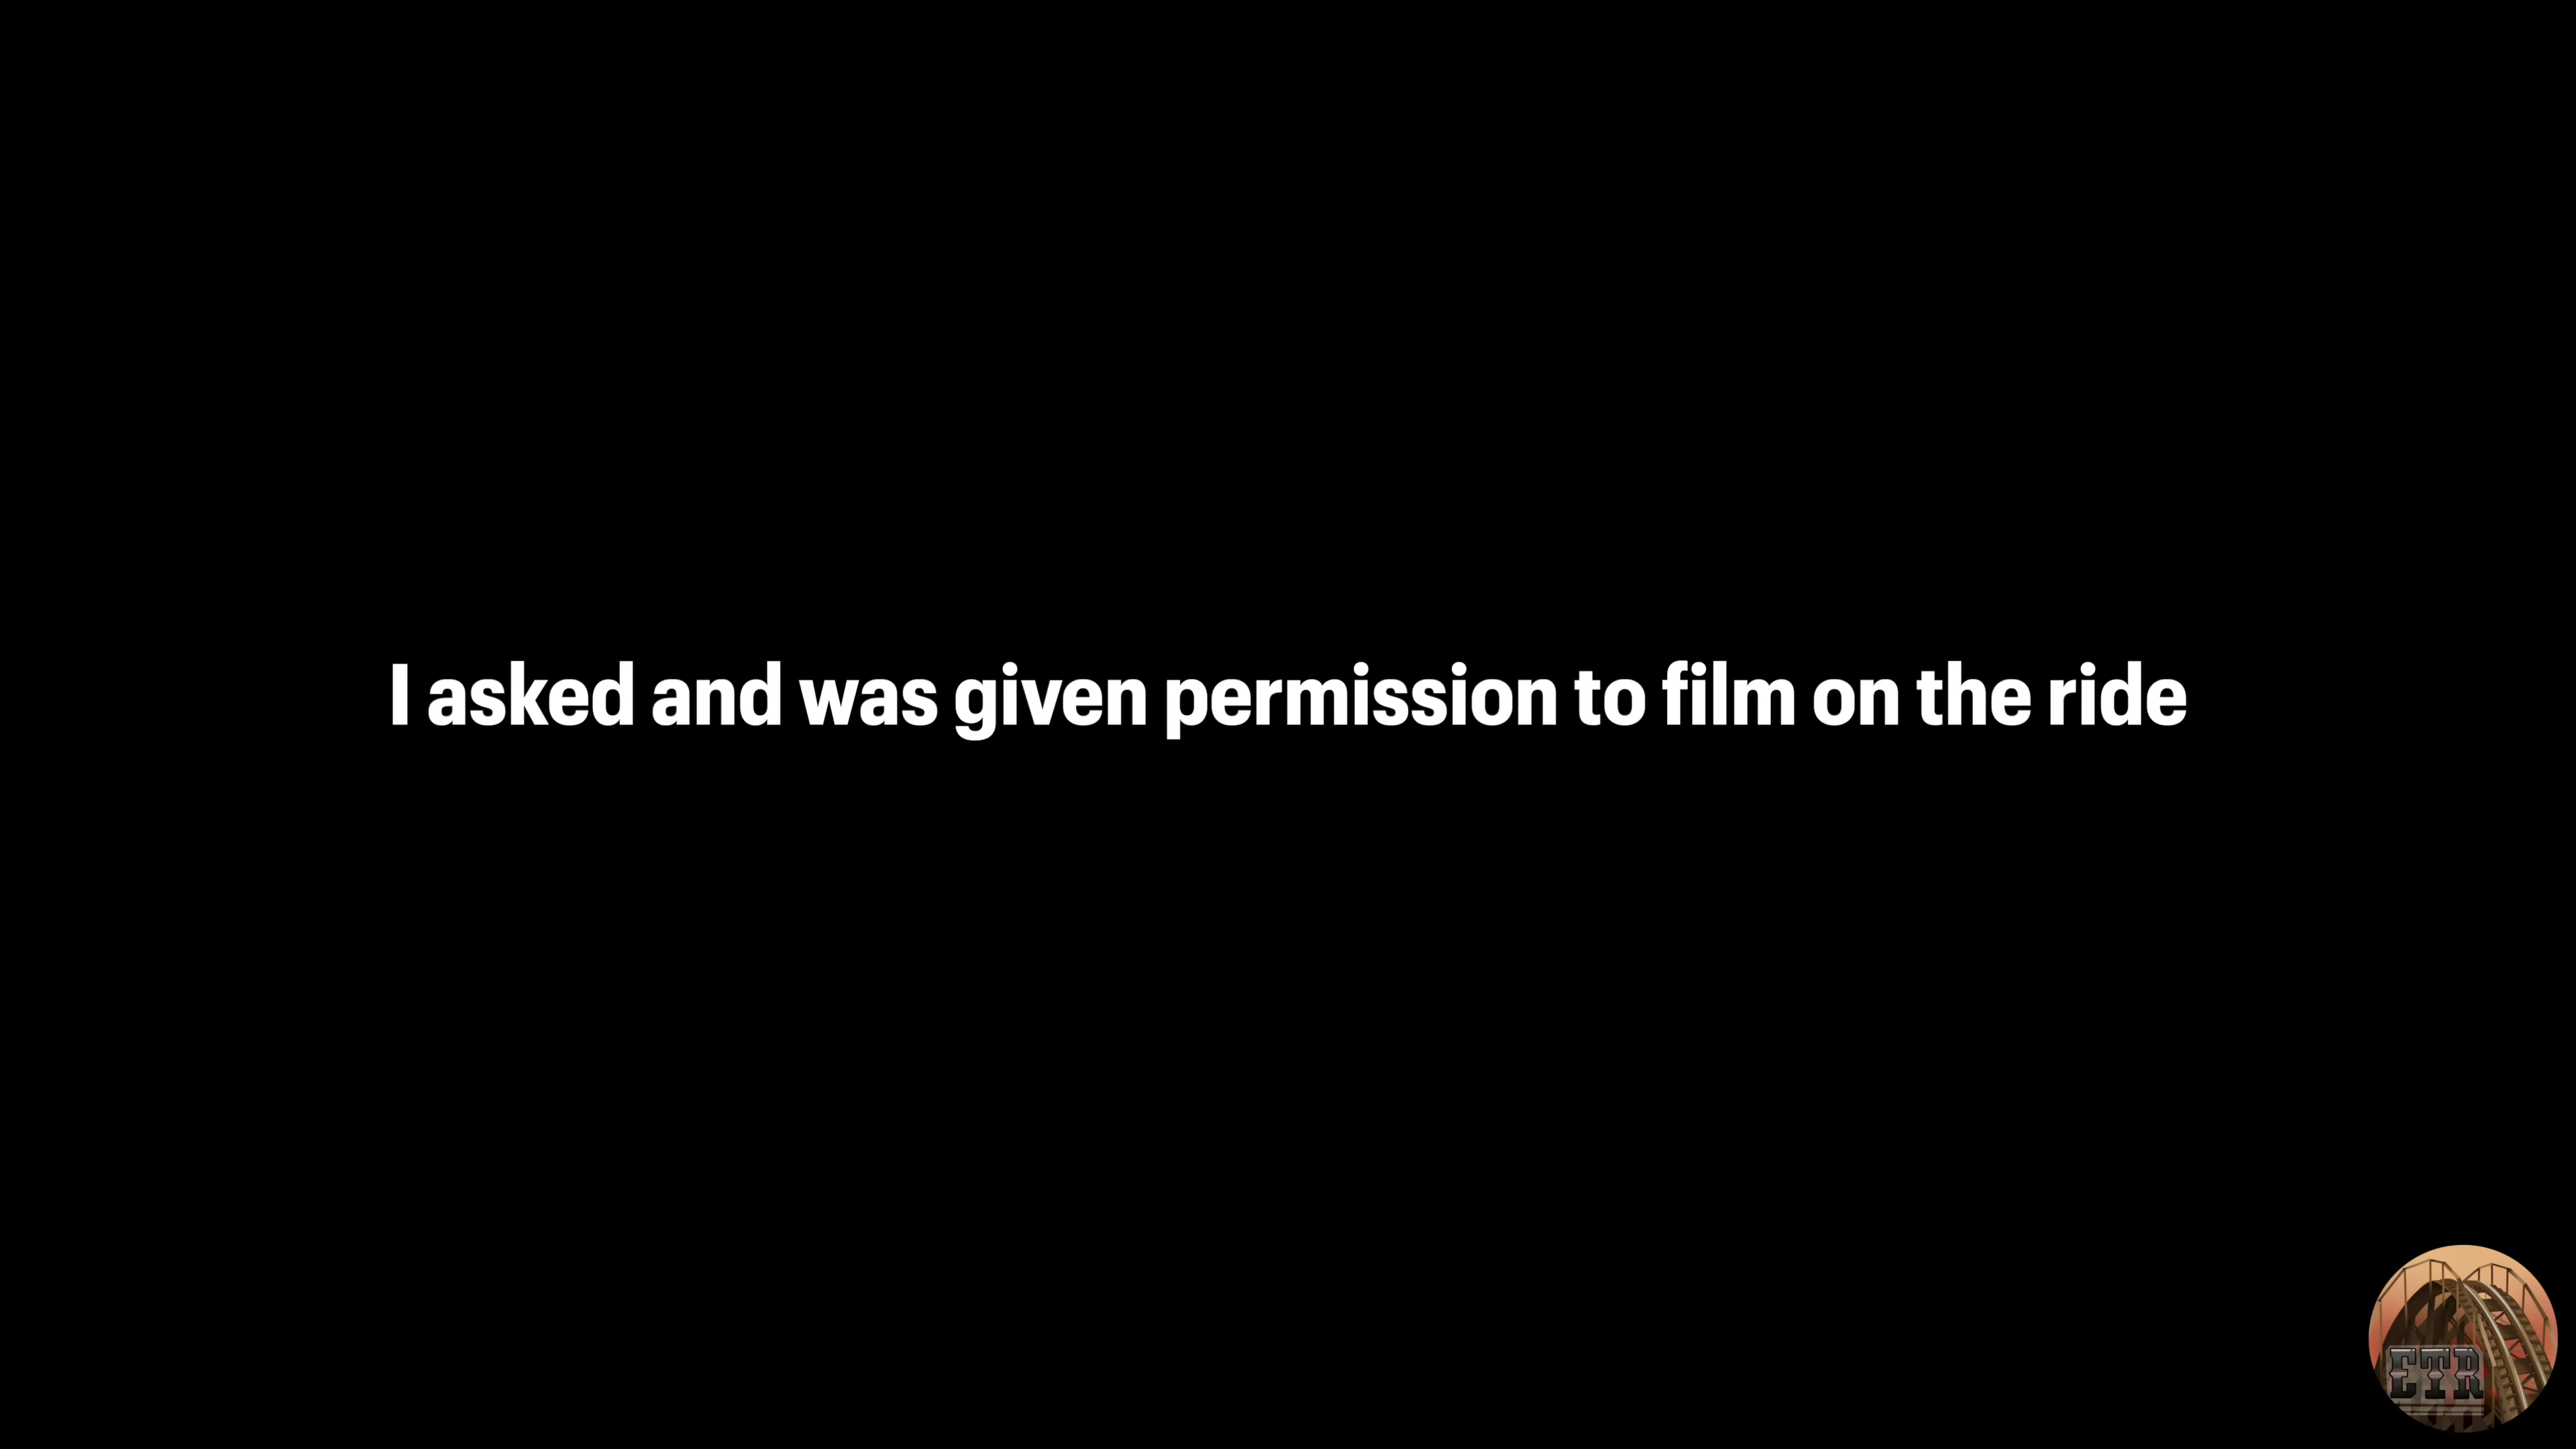 I asked and was given permission to film on the ride
ETR